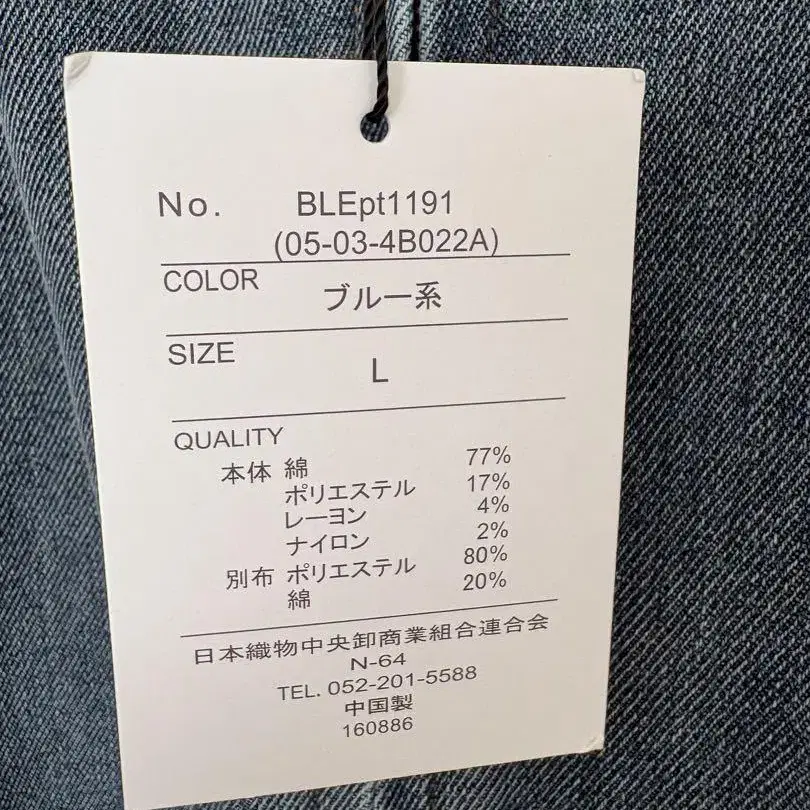 No. BLEpt1191
(05-03-4B022A)
COLOR
ブルー系
SIZE
L
QUALITY
本体 綿 77%
ポリエステル 17%
レーヨン 4%
ナイロン 2%
別布 ポリエステル 80%
綿 20%
日本織物中央卸商業組合連合会
N-64
TEL. 052-201-5588
中国製
160886